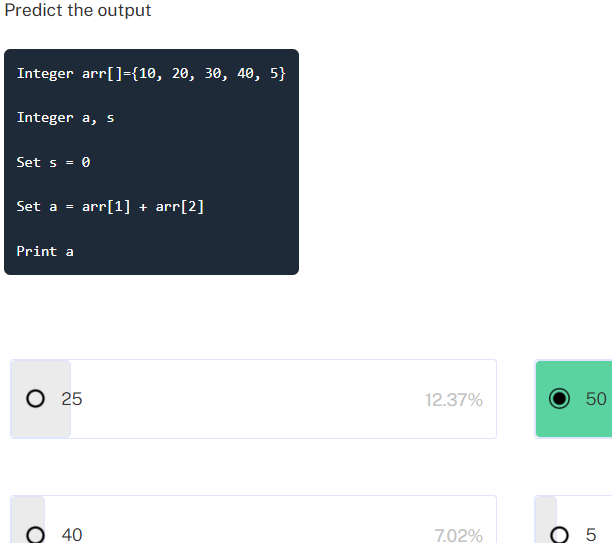 Predict the output
Integer arr[]={10, 20, 30, 40, 5}
Integer a, s
Set s = 0
Set a = arr[1] + arr[2]
Print a
25 12.37% 50
40 7.02% 5